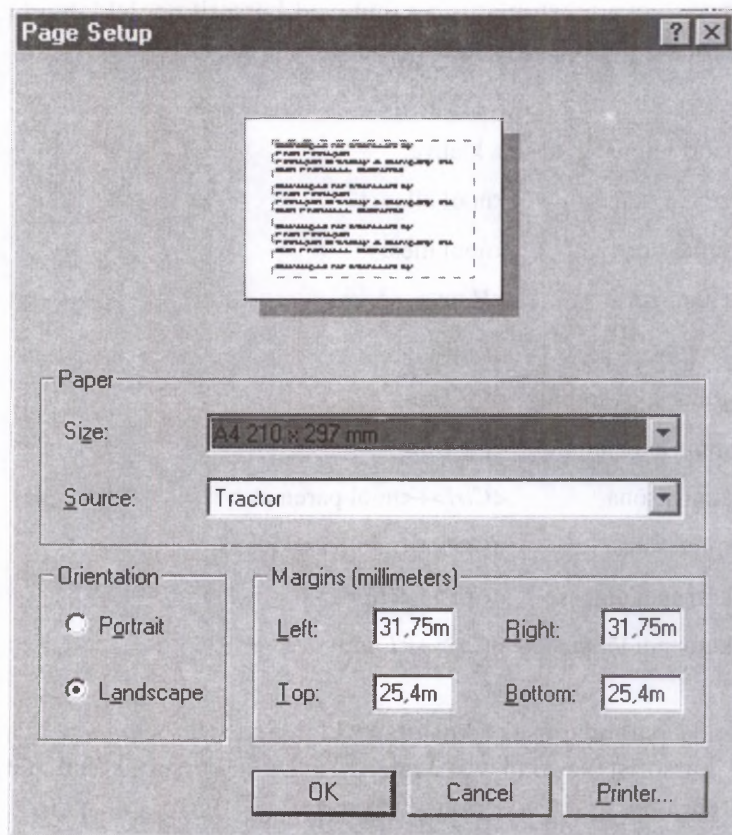 Page Setup
Paper
Size: A4 210 x 297 mm
Source: Tractor
Orientation
Portrait
Landscape
Margins (millimeters)
Left: 31,75m Right: 31,75m
Top: 25,4m Bottom: 25,4m
OK Cancel Printer...